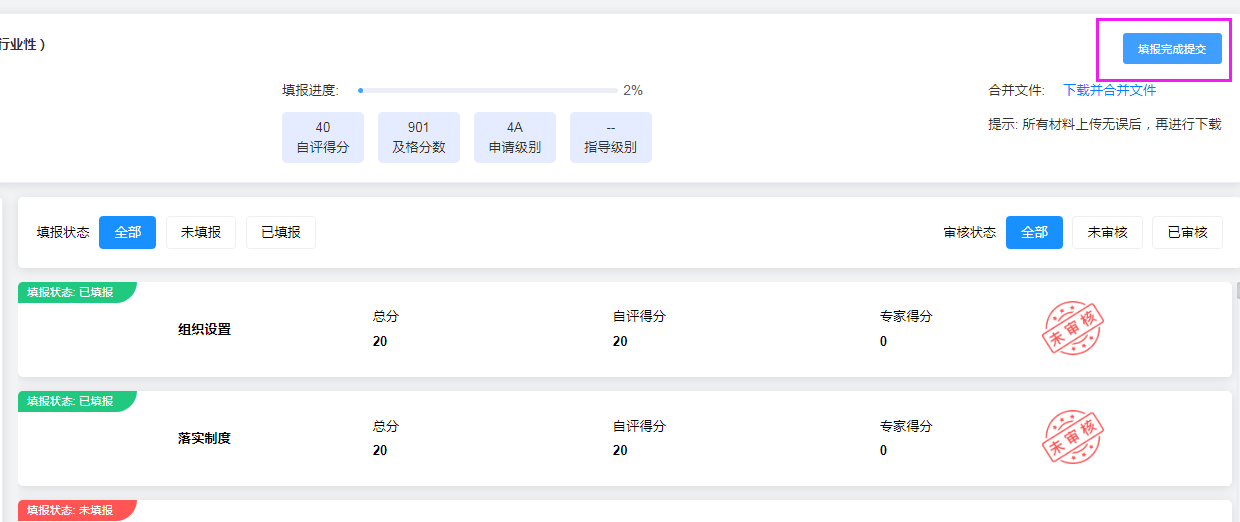 行业性）
填报完成提交
填报进度: 2%
合并文件: 下载并合并文件
40 901 4A --
自评得分 及格分数 申请级别 指导级别
提示: 所有材料上传无误后，再进行下载
填报状态 全部 未填报 已填报
审核状态 全部 未审核 已审核
填报状态: 已填报
组织设置
总分 自评得分 专家得分
20 20 0
未审核
填报状态: 已填报
落实制度
总分 自评得分 专家得分
20 20 0
未审核
填报状态: 未填报